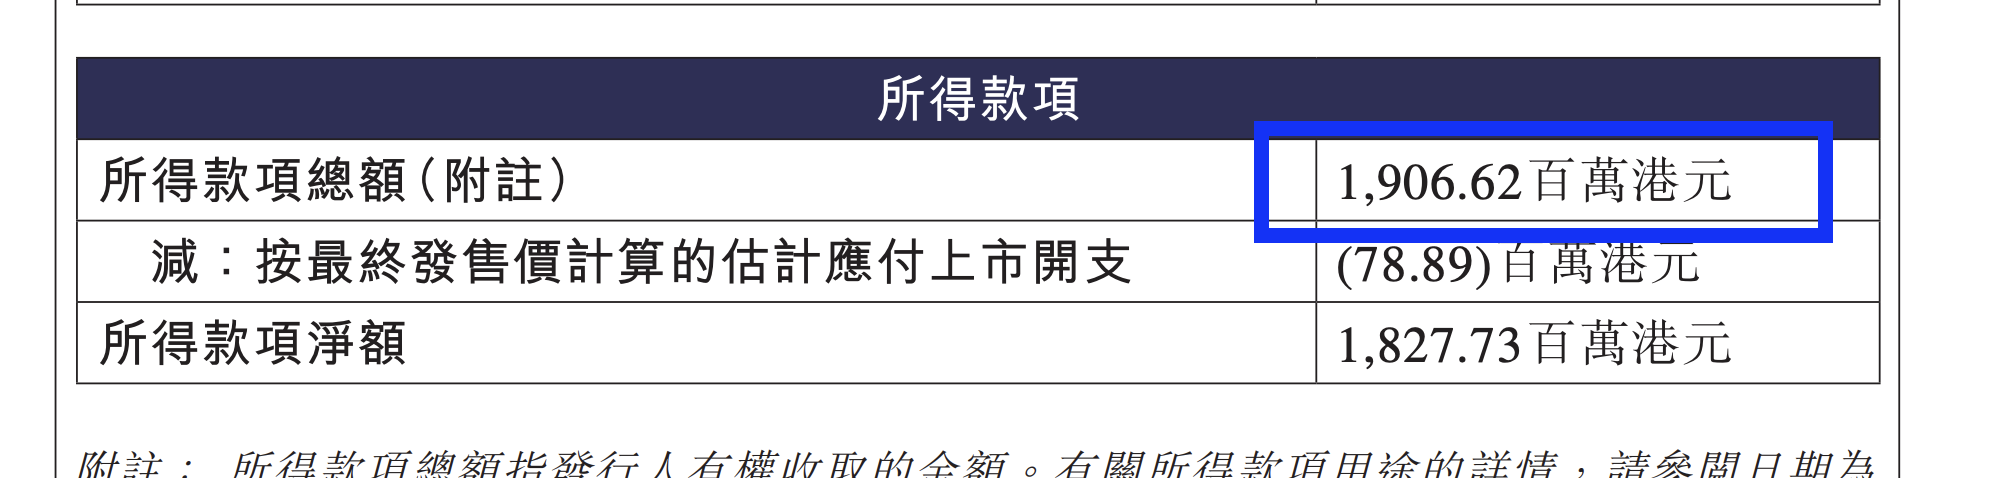 所得款項
所得款項總額(附註) 1,906.62百萬港元
減：按最終發售價計算的估計應付上市開支 (78.89)百萬港元
所得款項淨額 1,827.73百萬港元
附註： 所得款項總額指發行人有權收取的金額。有關所得款項用途的詳情，請參閱日期為